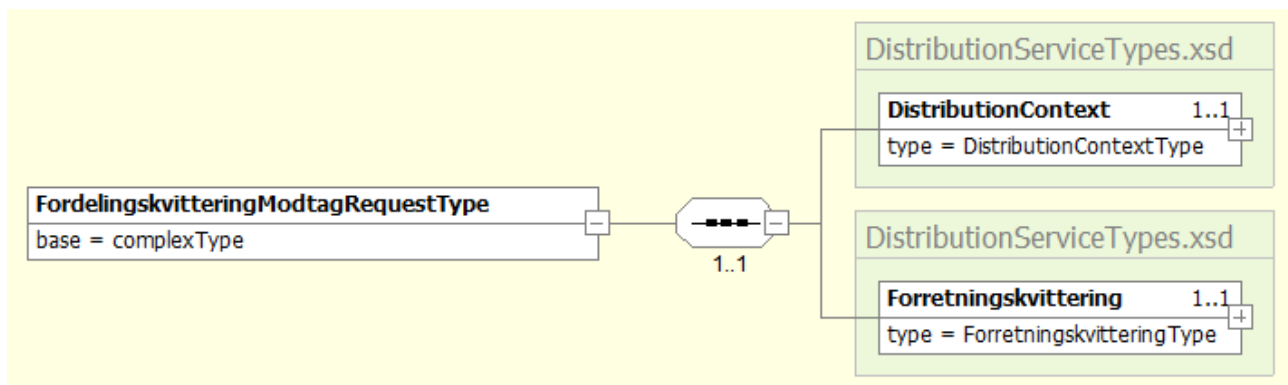 DistributionServiceTypes.xsd
DistributionContext 1..1
type = DistributionContextType
FordelingskvitteringModtagRequestType
base = complexType
1..1
DistributionServiceTypes.xsd
Forretningskvittering 1..1
type = ForretningskvitteringType